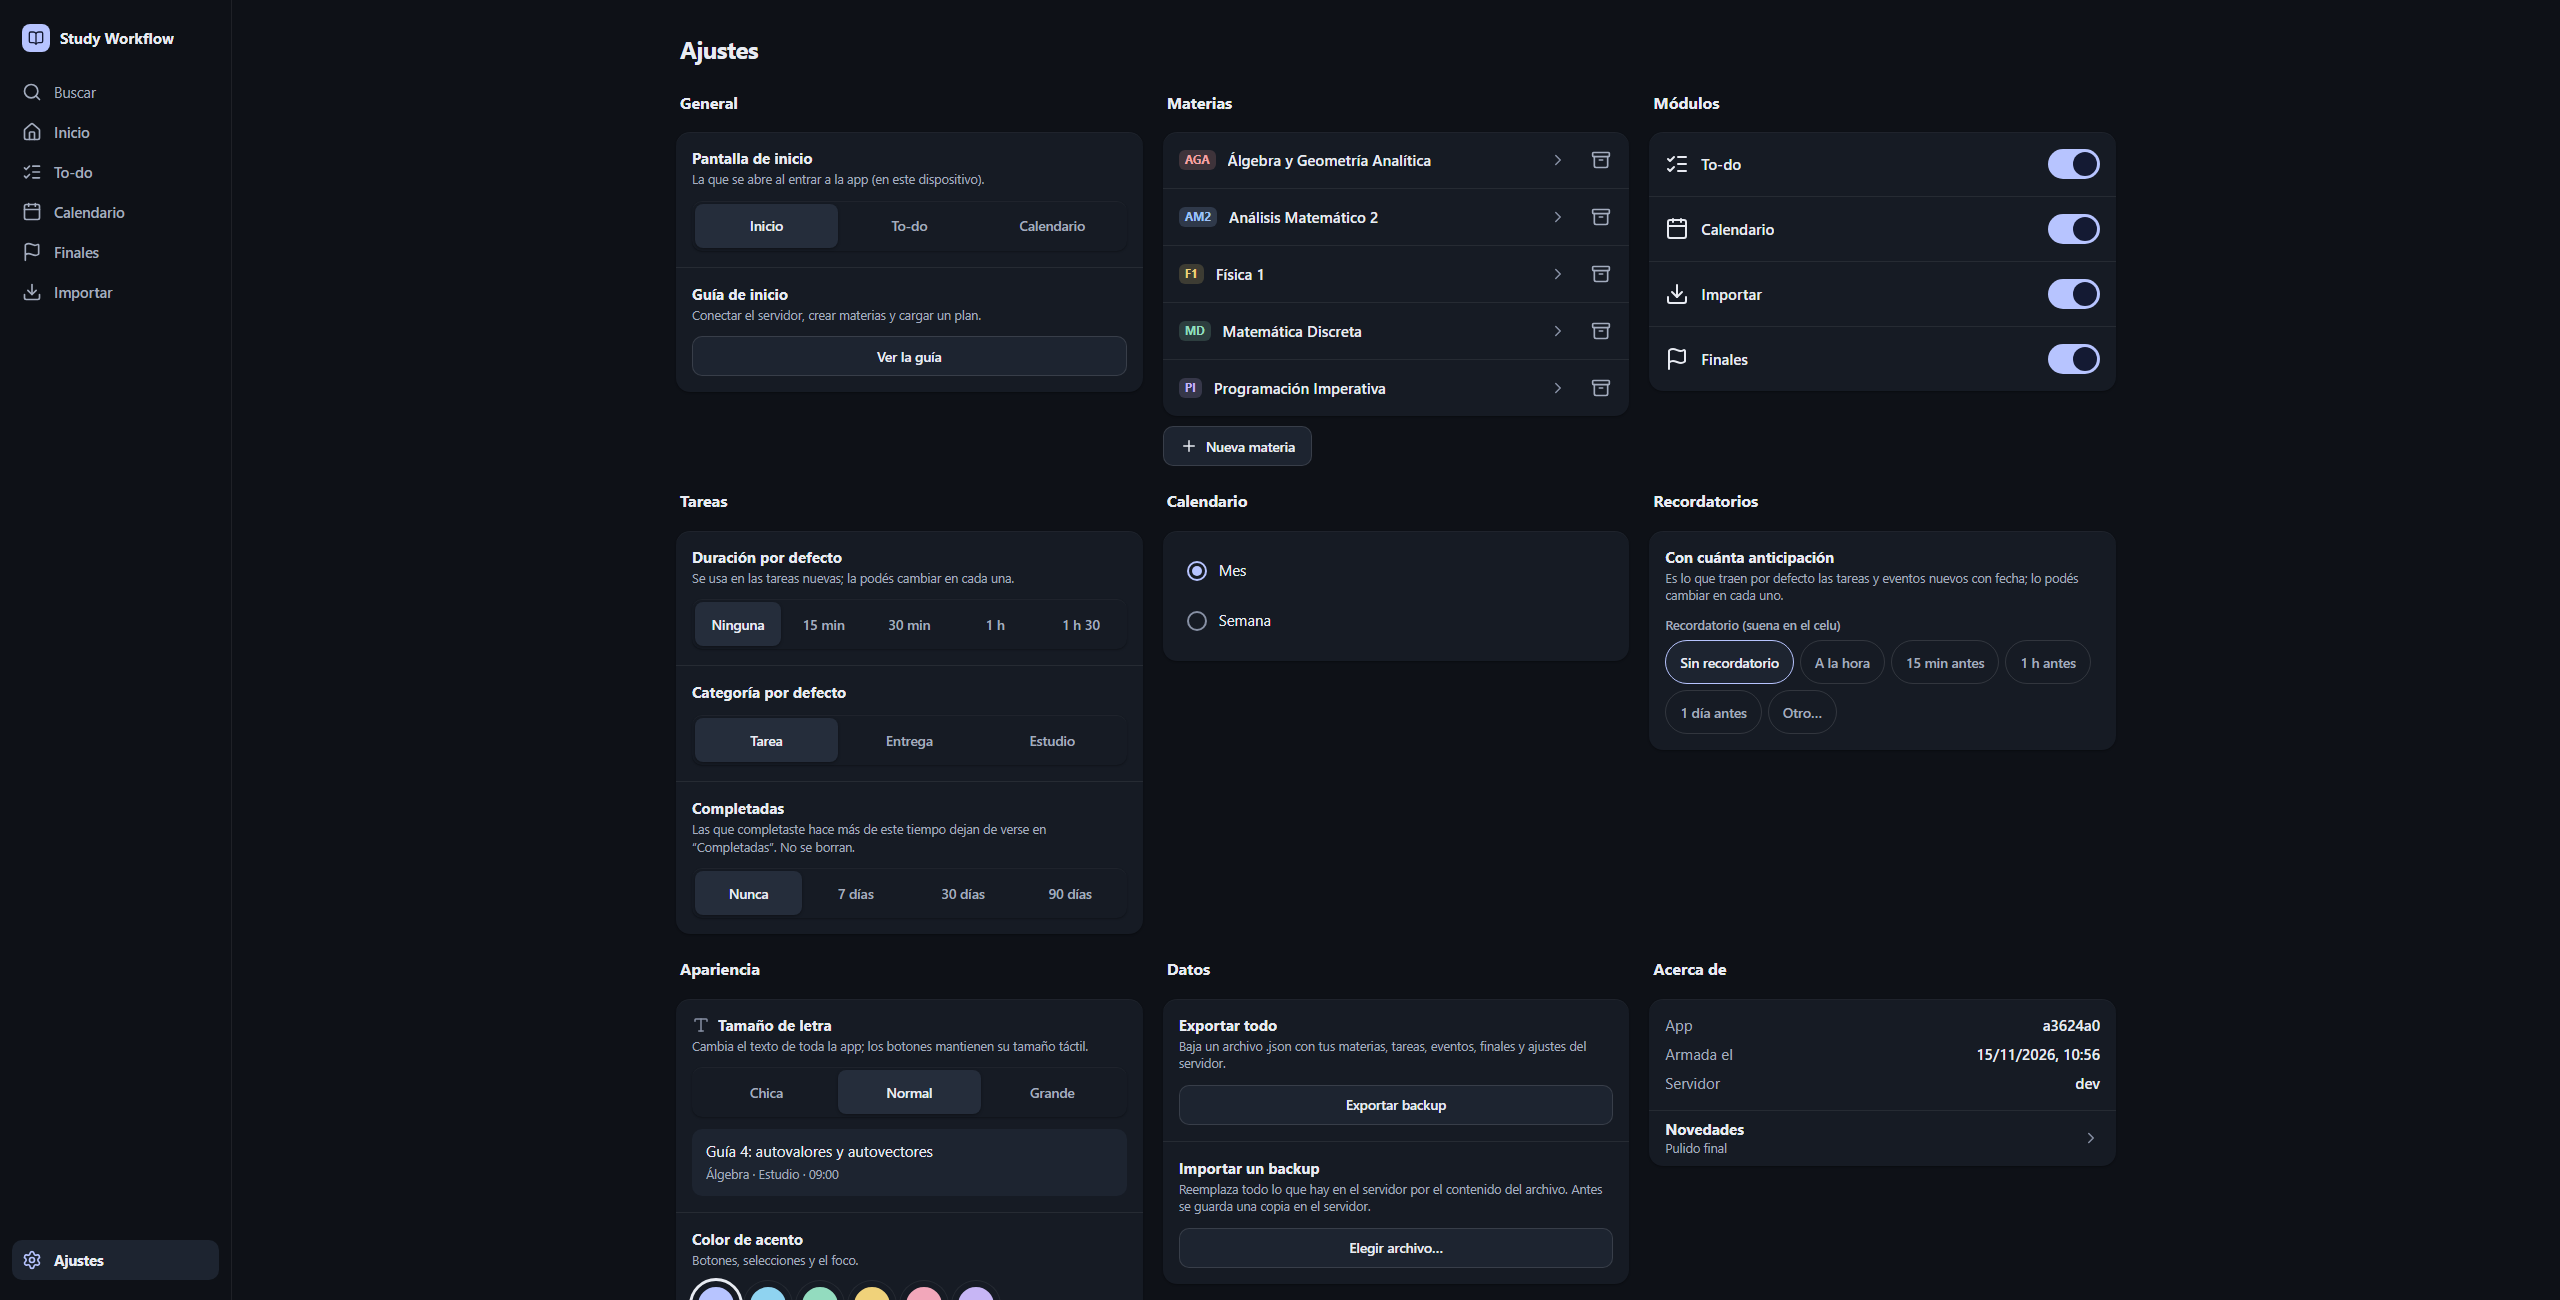 Study Workflow
Buscar
Inicio
To-do
Calendario
Finales
Importar
Ajustes
Ajustes
General
Pantalla de inicio
La que se abre al entrar a la app (en este dispositivo).
Inicio To-do Calendario
Guía de inicio
Conectar el servidor, crear materias y cargar un plan.
Ver la guía
Materias
AGA Álgebra y Geometría Analítica
AM2 Análisis Matemático 2
F1 Física 1
MD Matemática Discreta
PI Programación Imperativa
Nueva materia
Módulos
To-do
Calendario
Importar
Finales
Tareas
Duración por defecto
Se usa en las tareas nuevas; la podés cambiar en cada una.
Ninguna 15 min 30 min 1 h 1 h 30
Categoría por defecto
Tarea Entrega Estudio
Completadas
Las que completaste hace más de este tiempo dejan de verse en
"Completadas". No se borran.
Nunca 7 días 30 días 90 días
Calendario
Mes
Semana
Recordatorios
Con cuánta anticipación
Es lo que traen por defecto las tareas y eventos nuevos con fecha; lo podés
cambiar en cada uno.
Recordatorio (suena en el celu)
Sin recordatorio A la hora 15 min antes 1 h antes
1 día antes Otro...
Apariencia
Tamaño de letra
Cambia el texto de toda la app; los botones mantienen su tamaño táctil.
Chica Normal Grande
Guía 4: autovalores y autovectores
Álgebra · Estudio · 09:00
Color de acento
Botones, selecciones y el foco.
Datos
Exportar todo
Baja un archivo .json con tus materias, tareas, eventos, finales y ajustes del
servidor.
Exportar backup
Importar un backup
Reemplaza todo lo que hay en el servidor por el contenido del archivo. Antes
se guarda una copia en el servidor.
Elegir archivo...
Acerca de
App a3624a0
Armada el 15/11/2026, 10:56
Servidor dev
Novedades
Pulido final